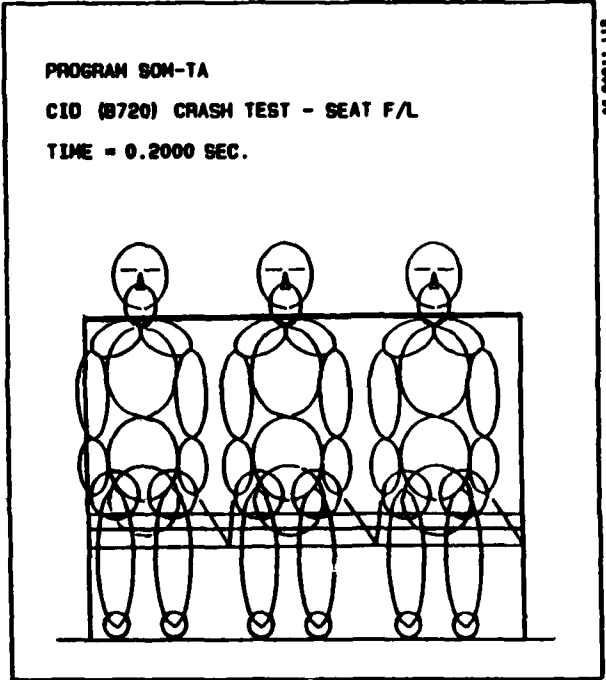 PROGRAM SOM-TA
CID (B720) CRASH TEST - SEAT F/L
TIME = 0.2000 SEC.